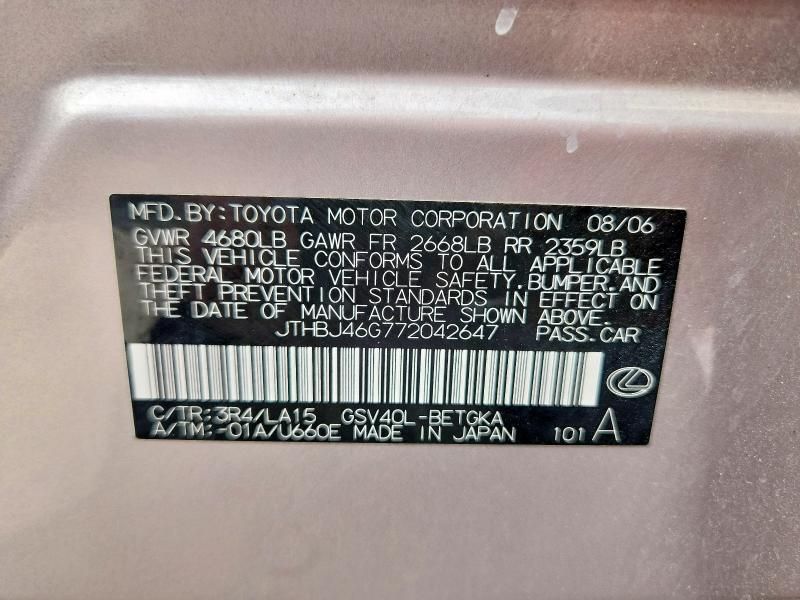 MFD. BY: TOYOTA MOTOR CORPORATION 08/06
GVWR 4680LB GAWR FR 2668LB RR 2359LB
THIS VEHICLE CONFORMS TO ALL APPLICABLE
FEDERAL MOTOR VEHICLE SAFETY, BUMPER, AND
THEFT PREVENTION STANDARDS IN EFFECT ON
THE DATE OF MANUFACTURE SHOWN ABOVE.
JTHBJ46G772042647 PASS. CAR
C/TR: 3R4/LA15 GSV40L-BETGKA
A/TM: -01A/U660E MADE IN JAPAN 101 A